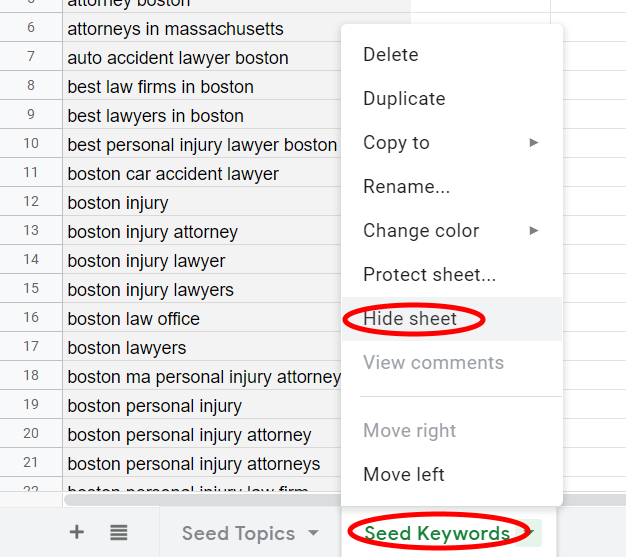 attorney boston
6 attorneys in massachusetts
7 auto accident lawyer boston
8 best law firms in boston
9 best lawyers in boston
10 best personal injury lawyer boston
11 boston car accident lawyer
12 boston injury
13 boston injury attorney
14 boston injury lawyer
15 boston injury lawyers
16 boston law office
17 boston lawyers
18 boston ma personal injury attorney
19 boston personal injury
20 boston personal injury attorney
21 boston personal injury attorneys
22 boston personal injury law firm
Delete
Duplicate
Copy to
Rename...
Change color
Protect sheet...
Hide sheet
View comments
Move right
Move left
Seed Topics
Seed Keywords